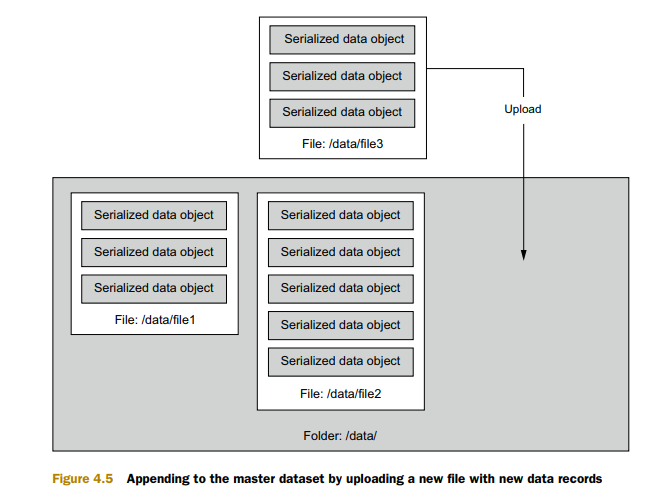 Serialized data object
Serialized data object
Serialized data object
File: /data/file3
Upload
Serialized data object
Serialized data object
Serialized data object
File: /data/file1
Serialized data object
Serialized data object
Serialized data object
Serialized data object
Serialized data object
File: /data/file2
Folder: /data/
Figure 4.5 Appending to the master dataset by uploading a new file with new data records